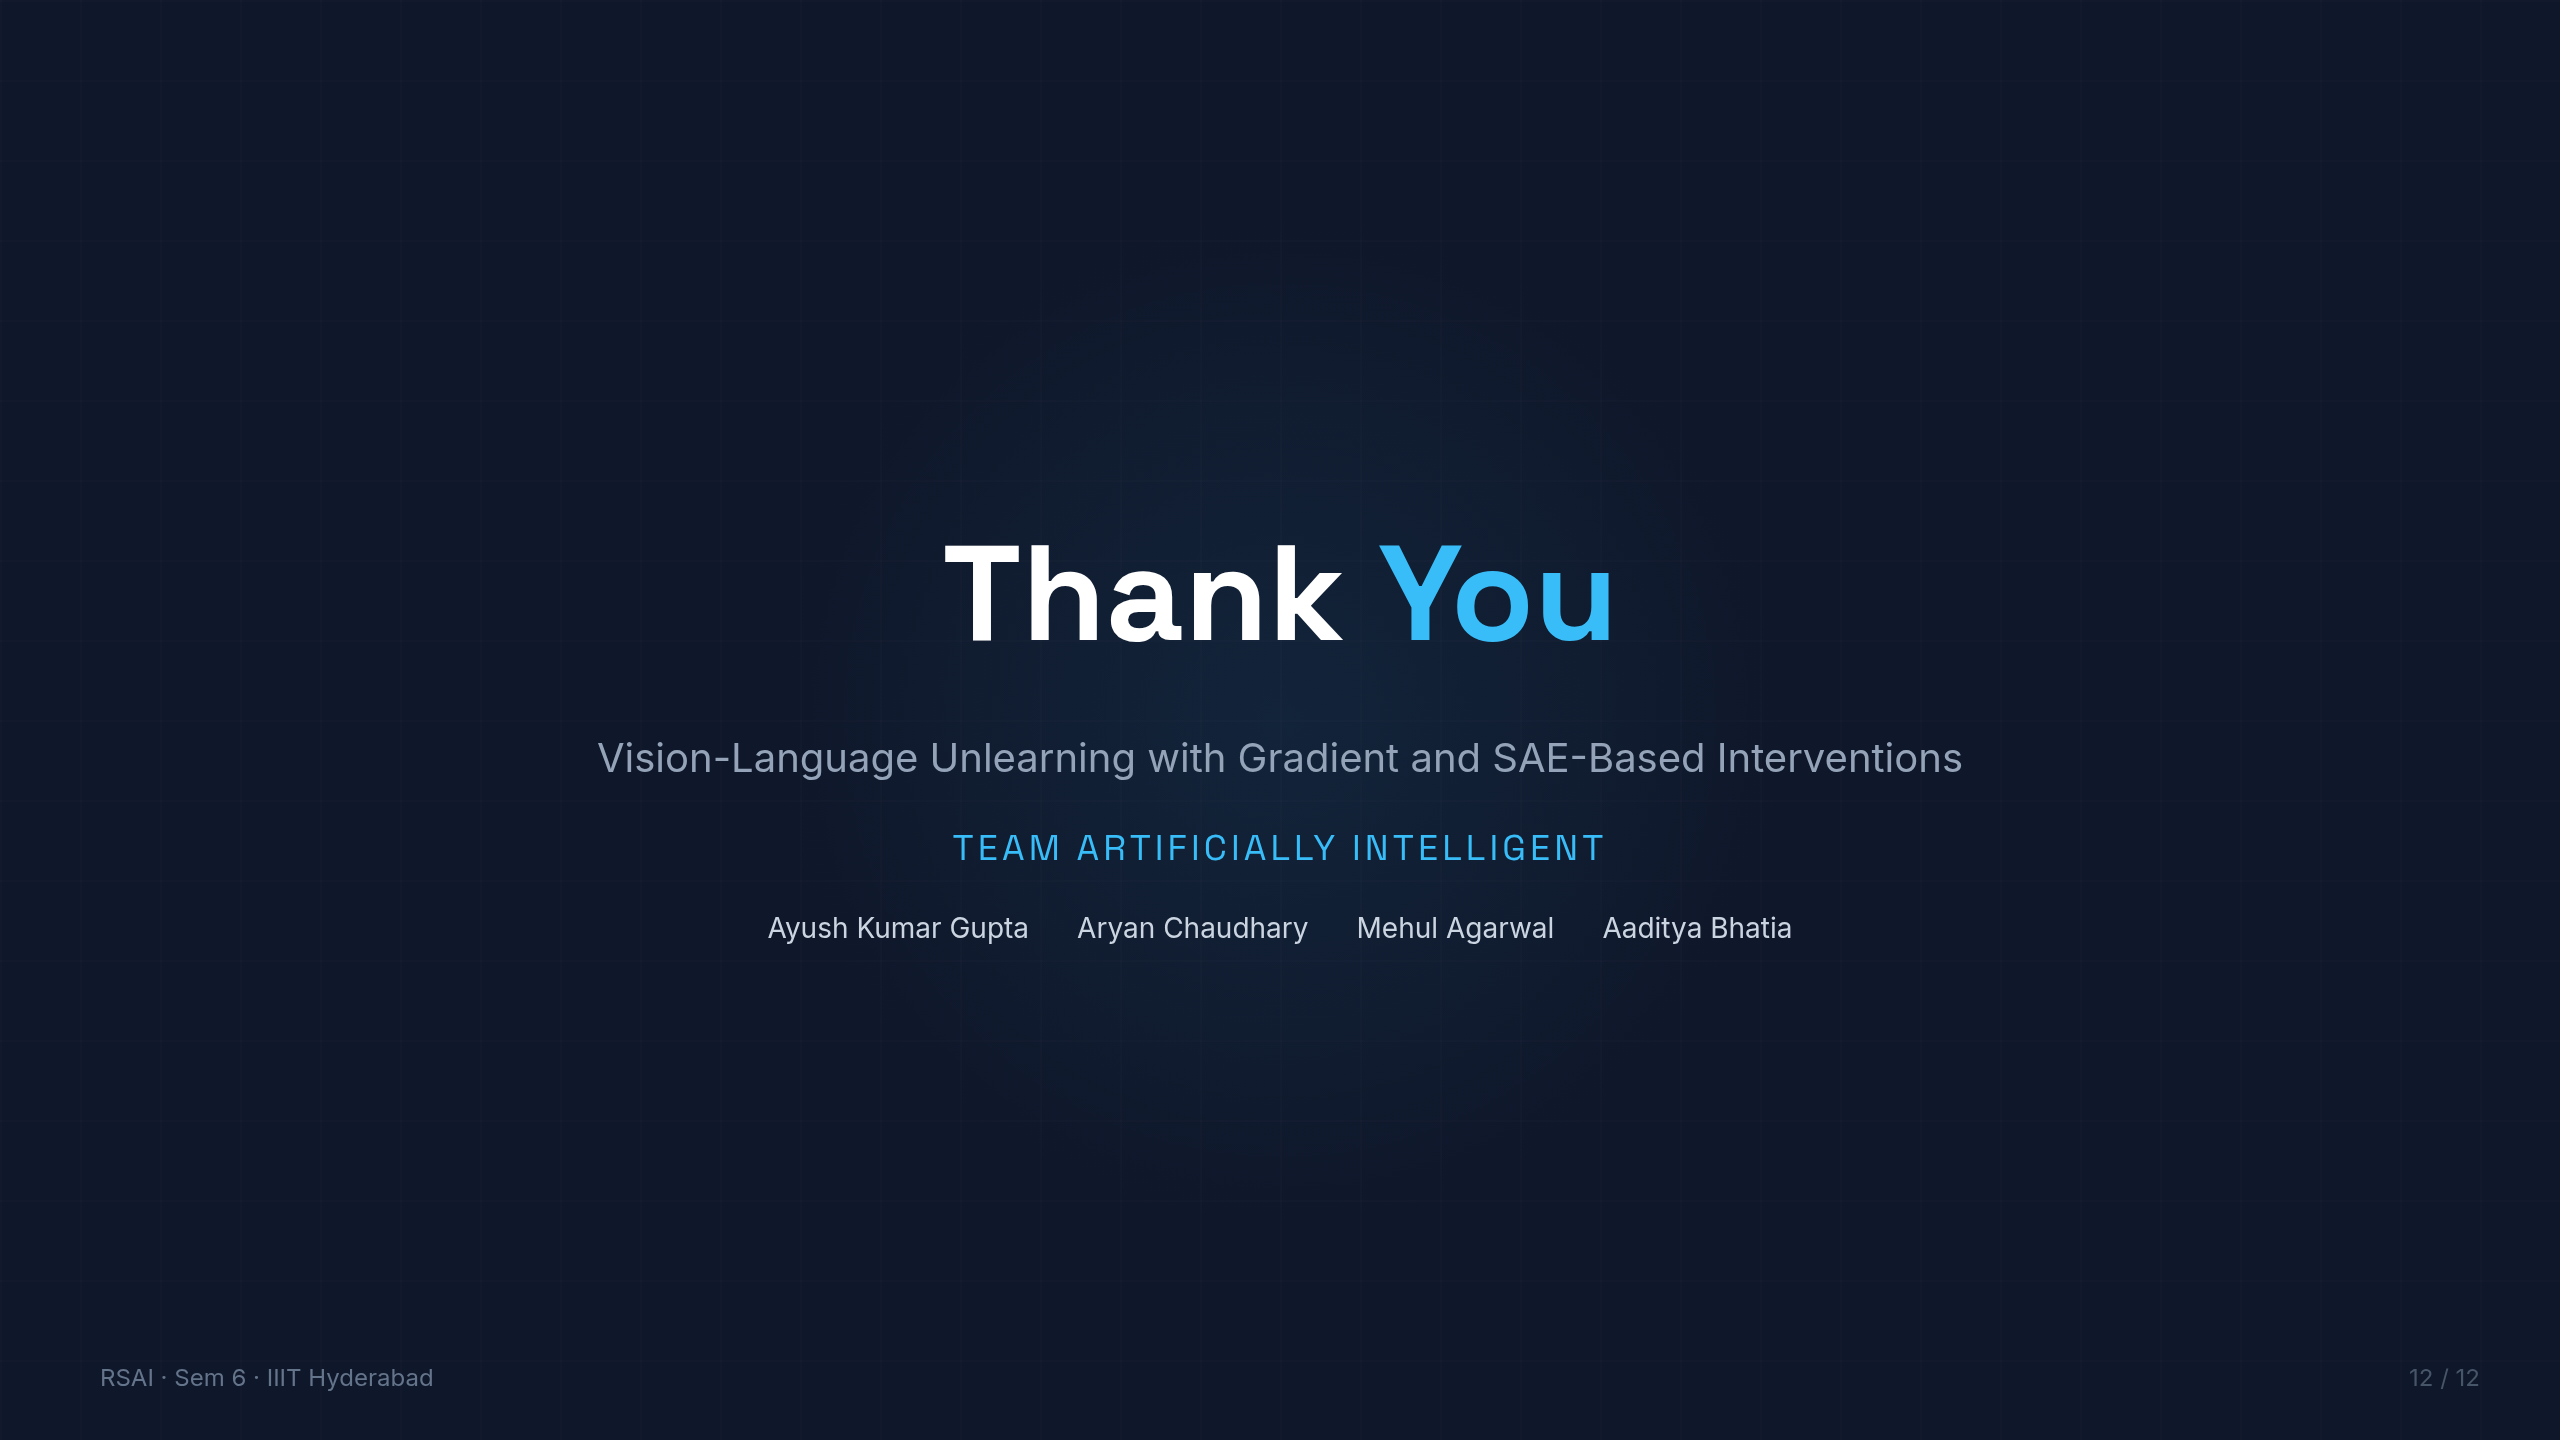 Thank You
Vision-Language Unlearning with Gradient and SAE-Based Interventions
TEAM ARTIFICIALLY INTELLIGENT
Ayush Kumar Gupta Aryan Chaudhary Mehul Agarwal Aaditya Bhatia
RSAI · Sem 6 · IIIT Hyderabad
12 / 12